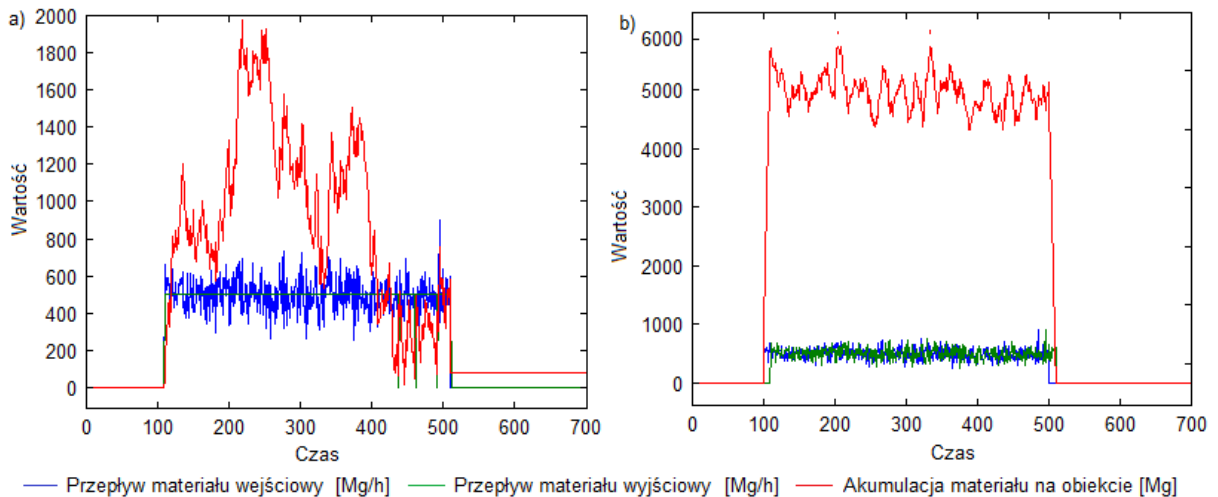 a)
2000
1800
1600
1400
1200
1000
800
600
400
200
0
Wartość
0 100 200 300 400 500 600 700
Czas
b)
6000
5000
4000
3000
2000
1000
0
Wartość
0 100 200 300 400 500 600 700
Czas
Przepływ materiału wejściowy [Mg/h] Przepływ materiału wyjściowy [Mg/h] Akumulacja materiału na obiekcie [Mg]